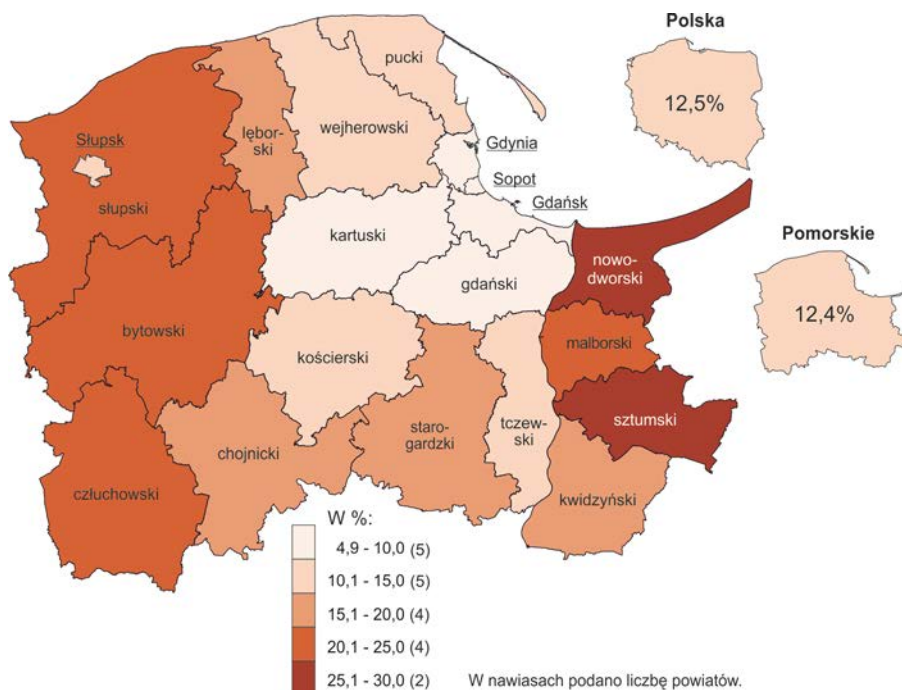 Polska
12,5%
pucki
lębor-
ski
wejherowski
Słupsk
Gdynia
Sopot
Gdańsk
słupski
kartuski
Pomorskie
nowo-
dworski
gdański
12,4%
bytowski
malborski
kościerski
sztumski
staro-
gardzki
tczew-
ski
chojnicki
człuchowski
kwidzyński
W %:
4,9 - 10,0 (5)
10,1 - 15,0 (5)
15,1 - 20,0 (4)
20,1 - 25,0 (4)
25,1 - 30,0 (2)
W nawiasach podano liczbę powiatów.